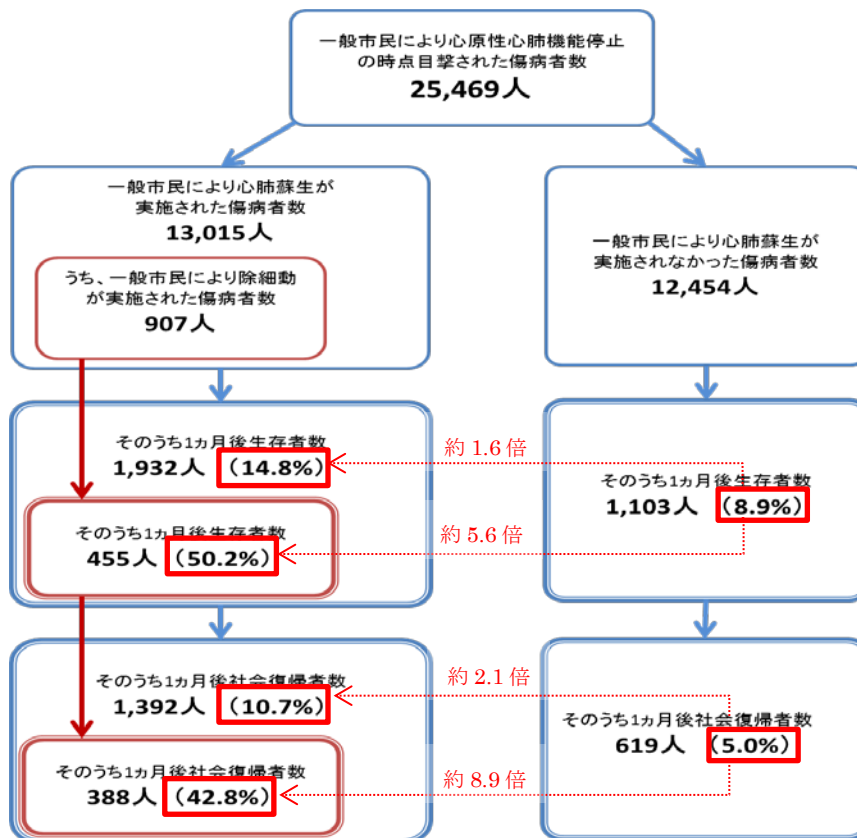 一般市民により心原性心肺機能停止
の時点目撃された傷病者数
25,469人
一般市民により心肺蘇生が
実施された傷病者数
13,015人
うち、一般市民により除細動
が実施された傷病者数
907人
一般市民により心肺蘇生が
実施されなかった傷病者数
12,454人
そのうち1ヵ月後生存者数
1,932人 （14.8%）
約 1.6 倍
そのうち1ヵ月後生存者数
1,103人 （8.9%）
そのうち1ヵ月後生存者数
455人 （50.2%）
約 5.6 倍
そのうち1ヵ月後社会復帰者数
1,392人 （10.7%）
約 2.1 倍
そのうち1ヵ月後社会復帰者数
619人 （5.0%）
そのうち1ヵ月後社会復帰者数
388人 （42.8%）
約 8.9 倍